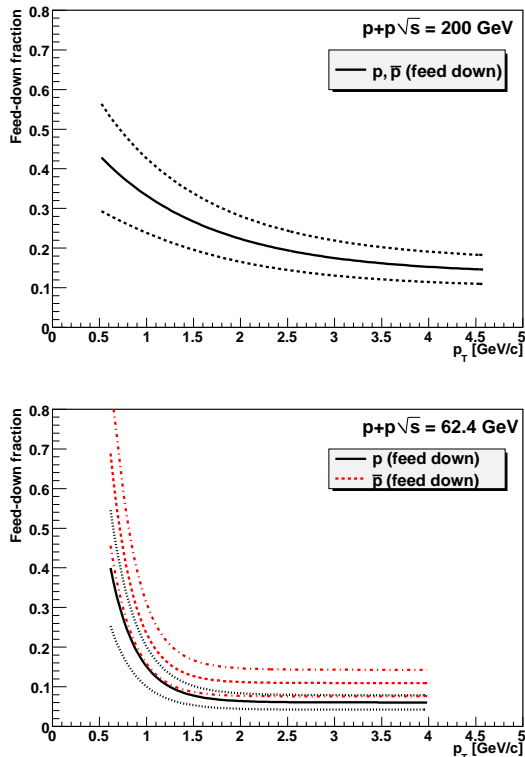 p+p√s = 200 GeV
p, p̅ (feed down)
Feed-down fraction
0.8
0.7
0.6
0.5
0.4
0.3
0.2
0.1
0
0 0.5 1 1.5 2 2.5 3 3.5 4 4.5 5
p_T [GeV/c]
p+p√s = 62.4 GeV
p (feed down)
p̅ (feed down)
Feed-down fraction
0.8
0.7
0.6
0.5
0.4
0.3
0.2
0.1
0
0 0.5 1 1.5 2 2.5 3 3.5 4 4.5 5
p_T [GeV/c]